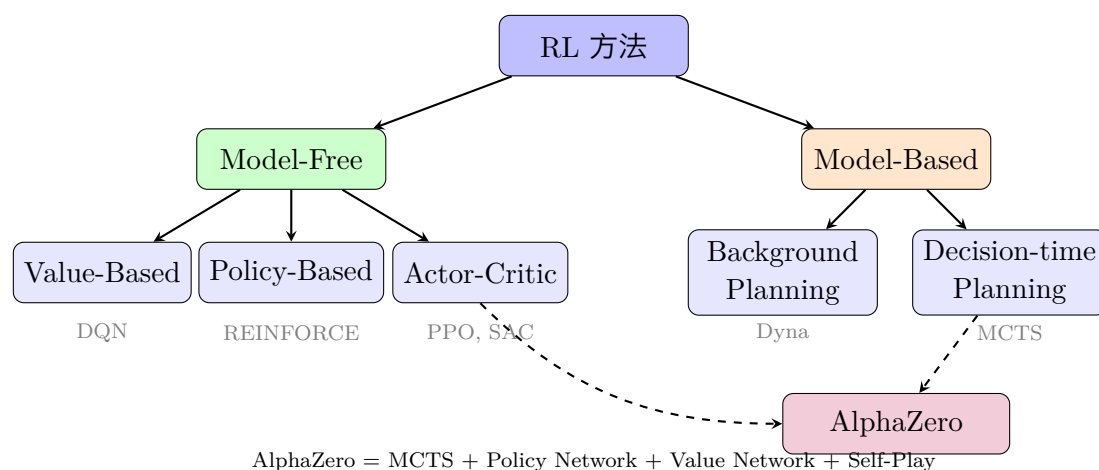 RL 方法
Model-Free
Model-Based
Value-Based
Policy-Based
Actor-Critic
Background
Planning
Decision-time
Planning
DQN
REINFORCE
PPO, SAC
Dyna
MCTS
AlphaZero
AlphaZero = MCTS + Policy Network + Value Network + Self-Play